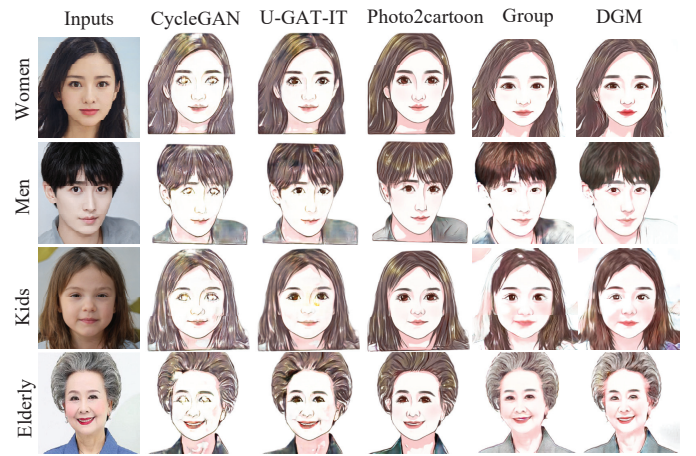 Inputs CycleGAN U-GAT-IT Photo2cartoon Group DGM
Women
Men
Kids
Elderly